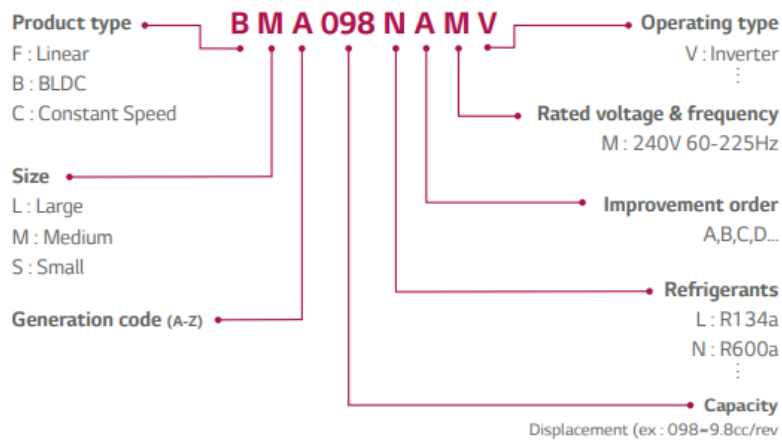 B M A 098 N A M V
Product type
F : Linear
B : BLDC
C : Constant Speed
Size
L : Large
M : Medium
S : Small
Generation code (A-Z)
Operating type
V : Inverter
⋮
Rated voltage & frequency
M : 240V 60-225Hz
Improvement order
A,B,C,D...
Refrigerants
L : R134a
N : R600a
⋮
Capacity
Displacement (ex : 098=9.8cc/rev